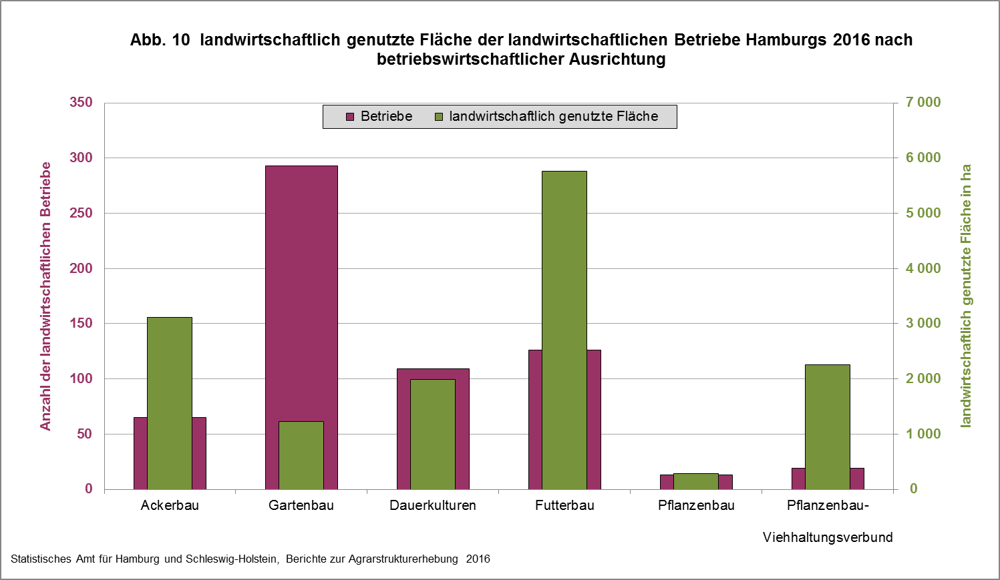 Abb. 10  landwirtschaftlich genutzte Fläche der landwirtschaftlichen Betriebe Hamburgs 2016 nach
betriebswirtschaftlicher Ausrichtung
Betriebe
landwirtschaftlich genutzte Fläche
Anzahl der landwirtschaftlichen Betriebe
350
300
250
200
150
100
50
0
7 000
6 000
5 000
4 000
3 000
2 000
1 000
0
landwirtschaftlich genutzte Fläche in ha
Ackerbau
Gartenbau
Dauerkulturen
Futterbau
Pflanzenbau
Pflanzenbau-
Viehhaltungsverbund
Statistisches Amt für Hamburg und Schleswig-Holstein, Berichte zur Agrarstrukturerhebung 2016